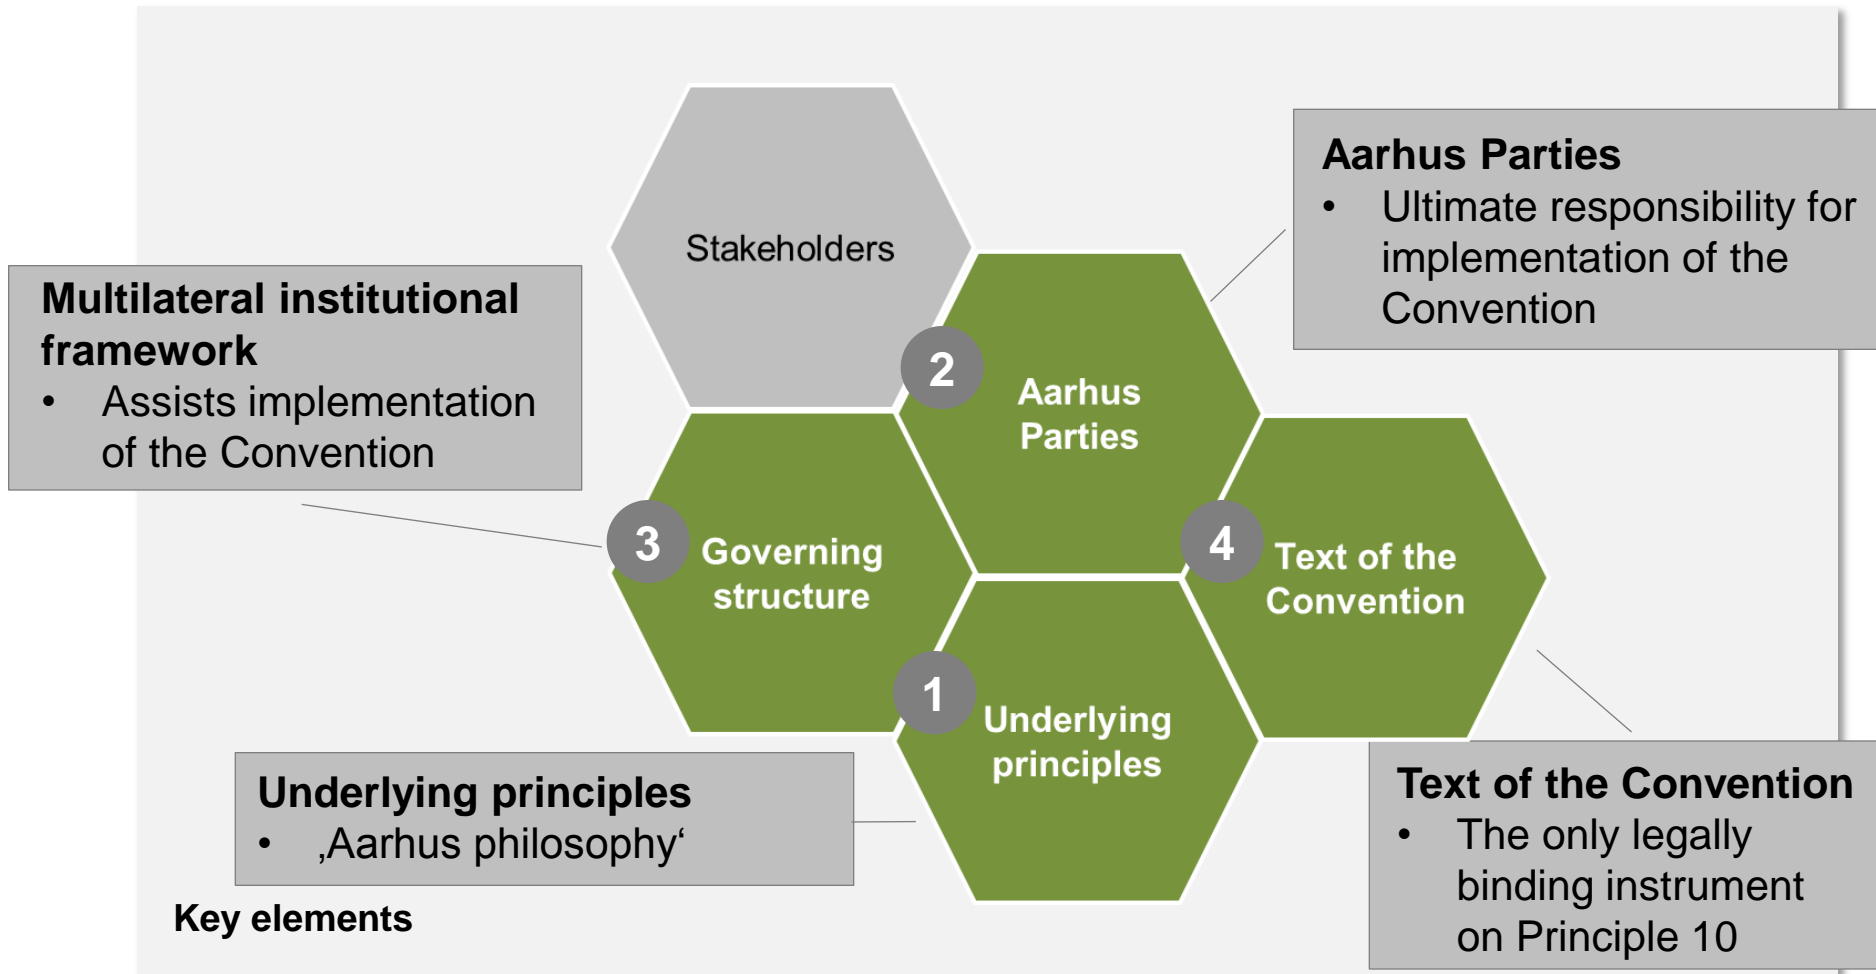 Stakeholders
Aarhus Parties
• Ultimate responsibility for
implementation of the
Convention
Multilateral institutional
framework
• Assists implementation
of the Convention
2
Aarhus
Parties
3
Governing
structure
4
Text of the
Convention
1
Underlying
principles
Underlying principles
• ‚Aarhus philosophy‘
Text of the Convention
• The only legally
binding instrument
on Principle 10
Key elements